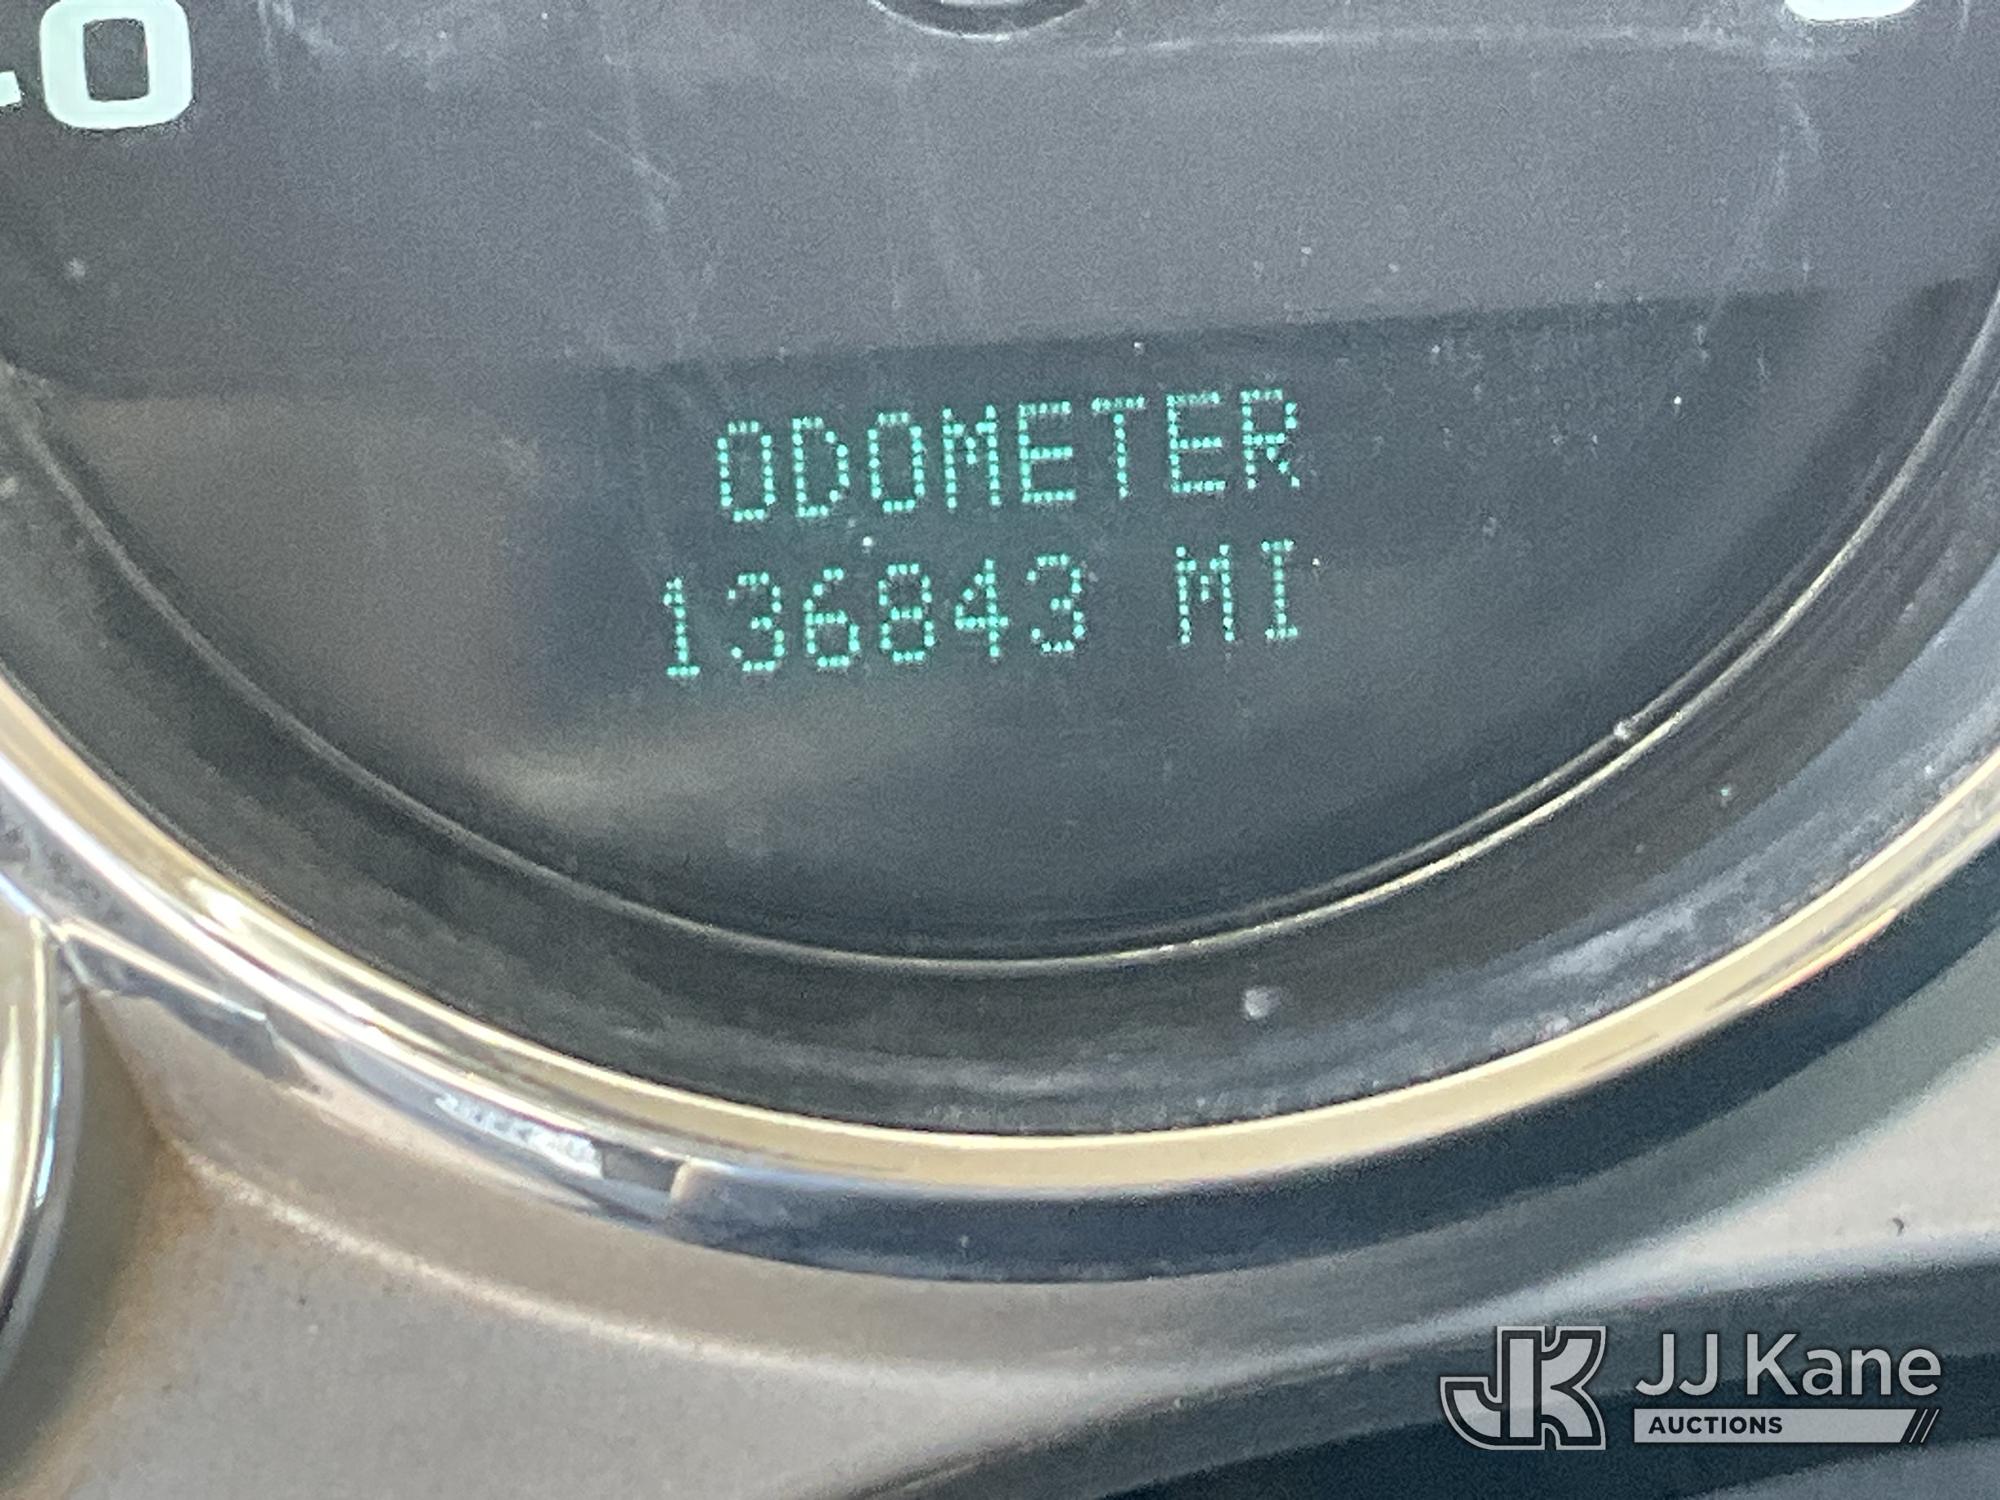 ODOMETER
136843 MI
JJ Kane
AUCTIONS